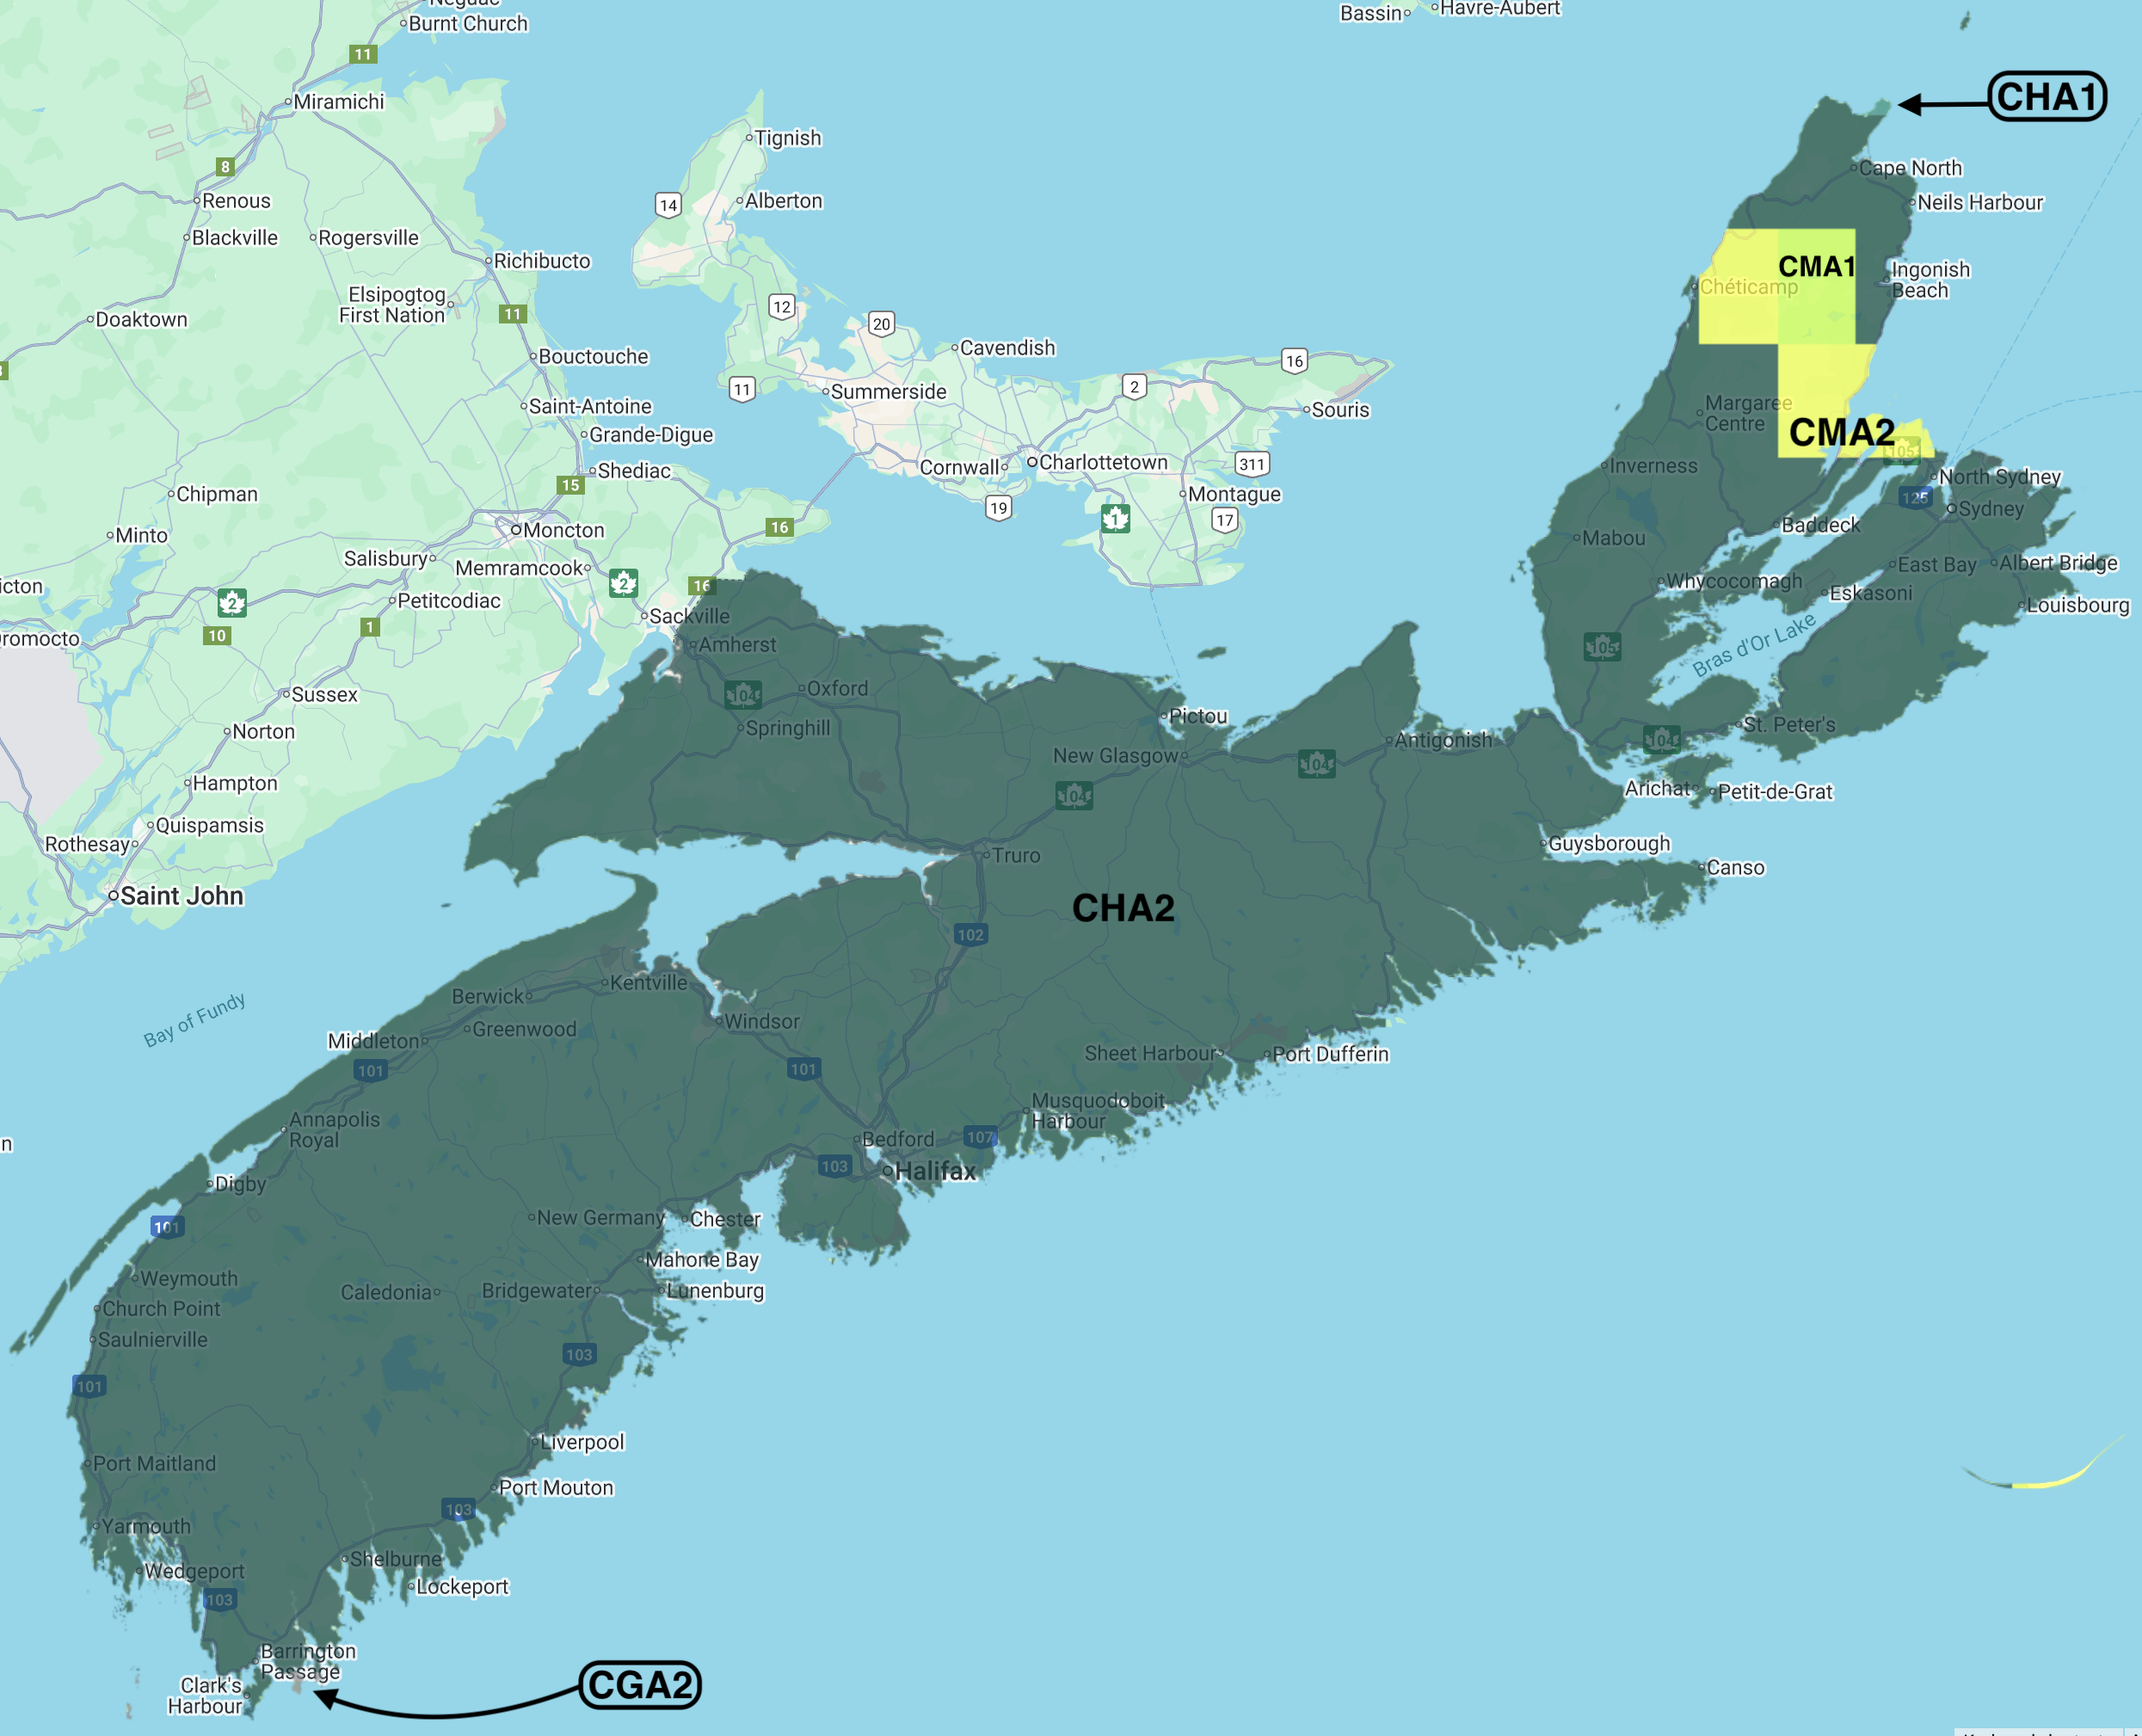 Neguac
Burnt Church
Bassin
Havre-Aubert
11
Miramichi
CHA1
Tignish
8
Cape North
Renous
14
Alberton
Neils Harbour
Blackville
Rogersville
Richibucto
CMA1
Ingonish
Beach
Chéticamp
Elsipogtog
First Nation
12
11
Doaktown
20
Cavendish
Bouctouche
16
2
11
Summerside
Saint-Antoine
Souris
Margaree
Centre
Grande-Digue
CMA2
105
Cornwall
Charlottetown
311
Inverness
Shediac
North Sydney
15
Chipman
Montague
125
19
1
17
Sydney
16
Moncton
Baddeck
Minto
Mabou
Salisbury
Memramcook
East Bay
Albert Bridge
icton
2
2
16
Whycocomagh
Eskasoni
Petitcodiac
Louisbourg
Sackville
10
1
romocto
Amherst
105
Bras d'Or Lake
Sussex
104
Oxford
Pictou
Springhill
St. Peter's
Norton
Antigonish
104
New Glasgow
104
Hampton
104
Arichat
Petit-de-Grat
Quispamsis
Rothesay
Truro
Guysborough
Canso
Saint John
CHA2
102
Kentville
Berwick
Bay of Fundy
Windsor
Greenwood
Middleton
Sheet Harbour
Port Dufferin
101
101
Musquodoboit
Harbour
Annapolis
Royal
n
Bedford
107
103
Halifax
Digby
New Germany
Chester
101
Mahone Bay
Weymouth
Caledonia
Bridgewater
Lunenburg
Church Point
Saulnierville
103
101
Liverpool
Port Maitland
Port Mouton
103
Yarmouth
Shelburne
Wedgeport
Lockeport
103
Barrington
Passage
Clark's
Harbour
CGA2